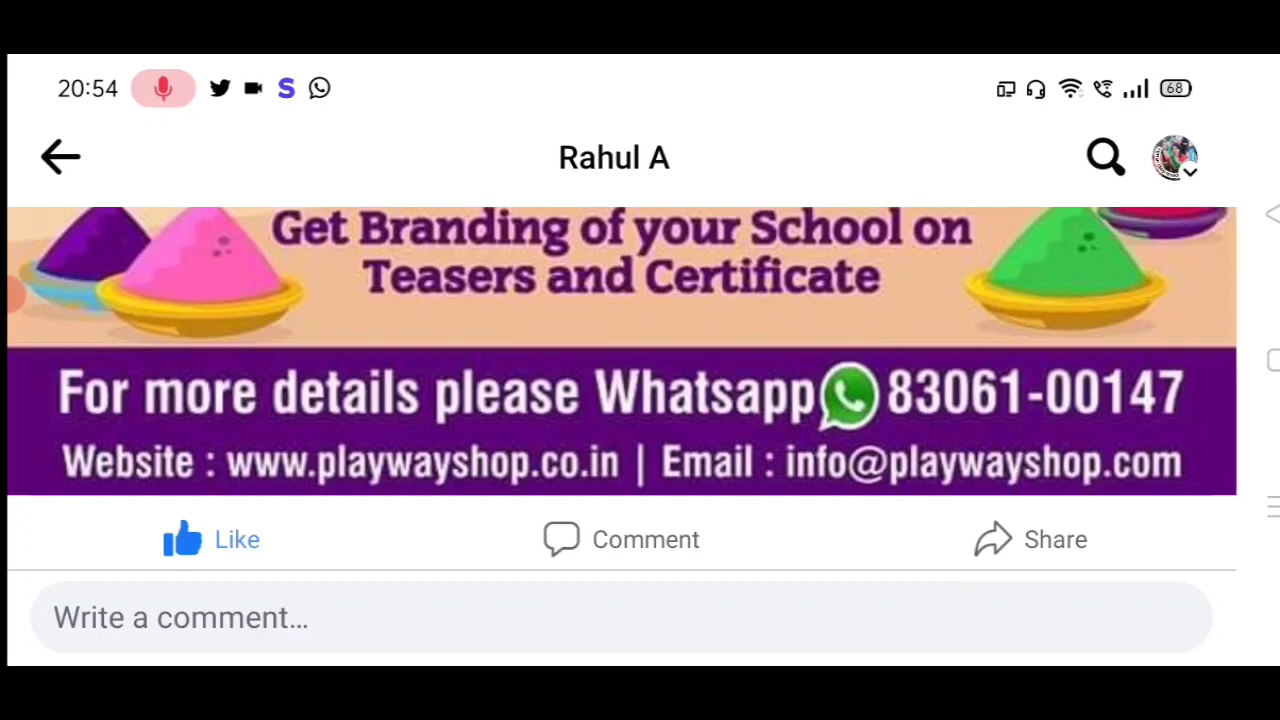 20:54 S 68
Rahul A
Get Branding of your School on
Teasers and Certificate
For more details please Whatsapp 83061-00147
Website : www.playwayshop.co.in | Email : info@playwayshop.com
Like Comment Share
Write a comment...